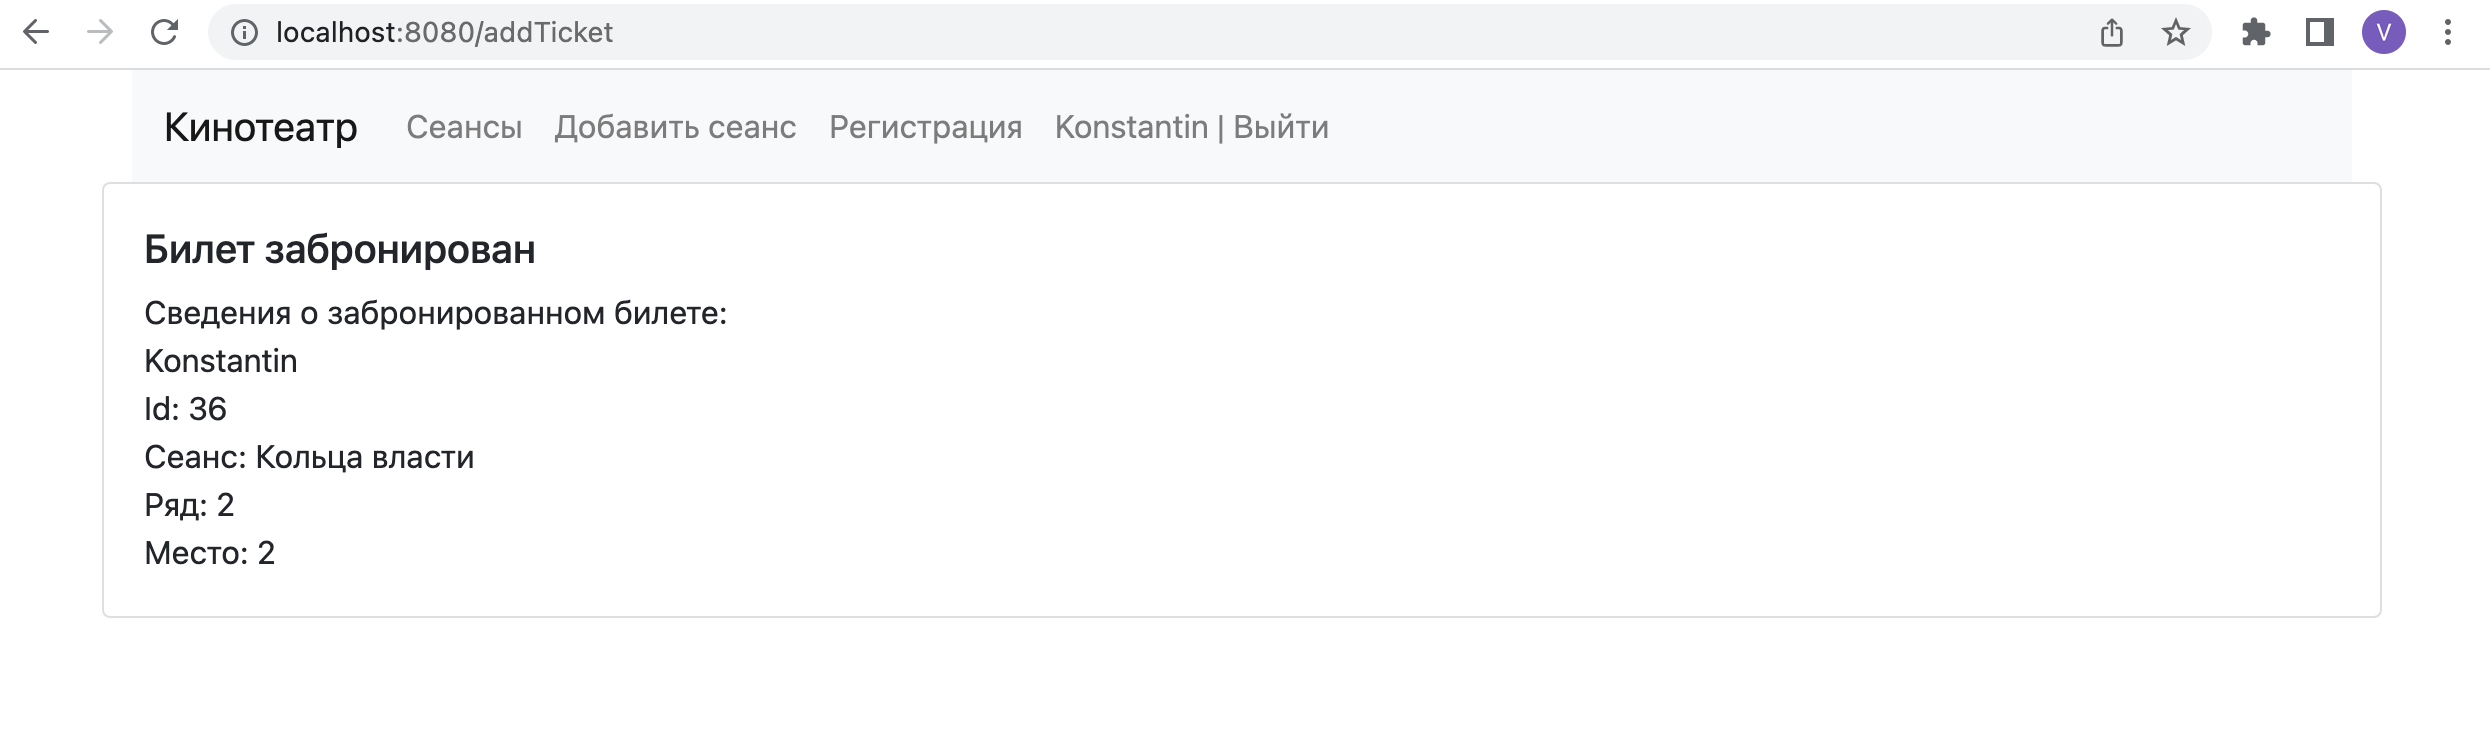 localhost:8080/addTicket
V
Кинотеатр Сеансы Добавить сеанс Регистрация Konstantin | Выйти
Билет забронирован
Сведения о забронированном билете:
Konstantin
Id: 36
Сеанс: Кольца власти
Ряд: 2
Место: 2